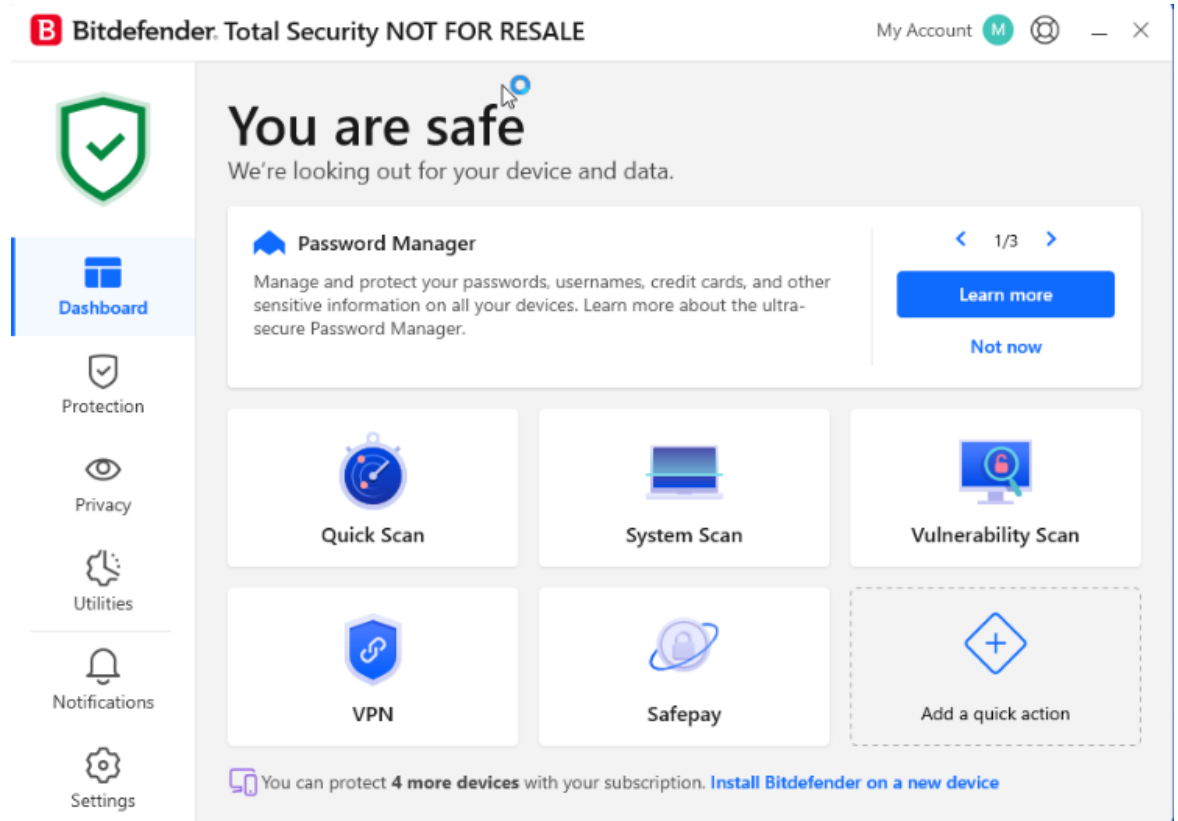 B Bitdefender. Total Security NOT FOR RESALE
My Account M
You are safe
We're looking out for your device and data.
Dashboard
Protection
Privacy
Utilities
Notifications
Settings
Password Manager
Manage and protect your passwords, usernames, credit cards, and other
sensitive information on all your devices. Learn more about the ultra-
secure Password Manager.
1/3
Learn more
Not now
Quick Scan
System Scan
Vulnerability Scan
VPN
Safepay
Add a quick action
You can protect 4 more devices with your subscription. Install Bitdefender on a new device